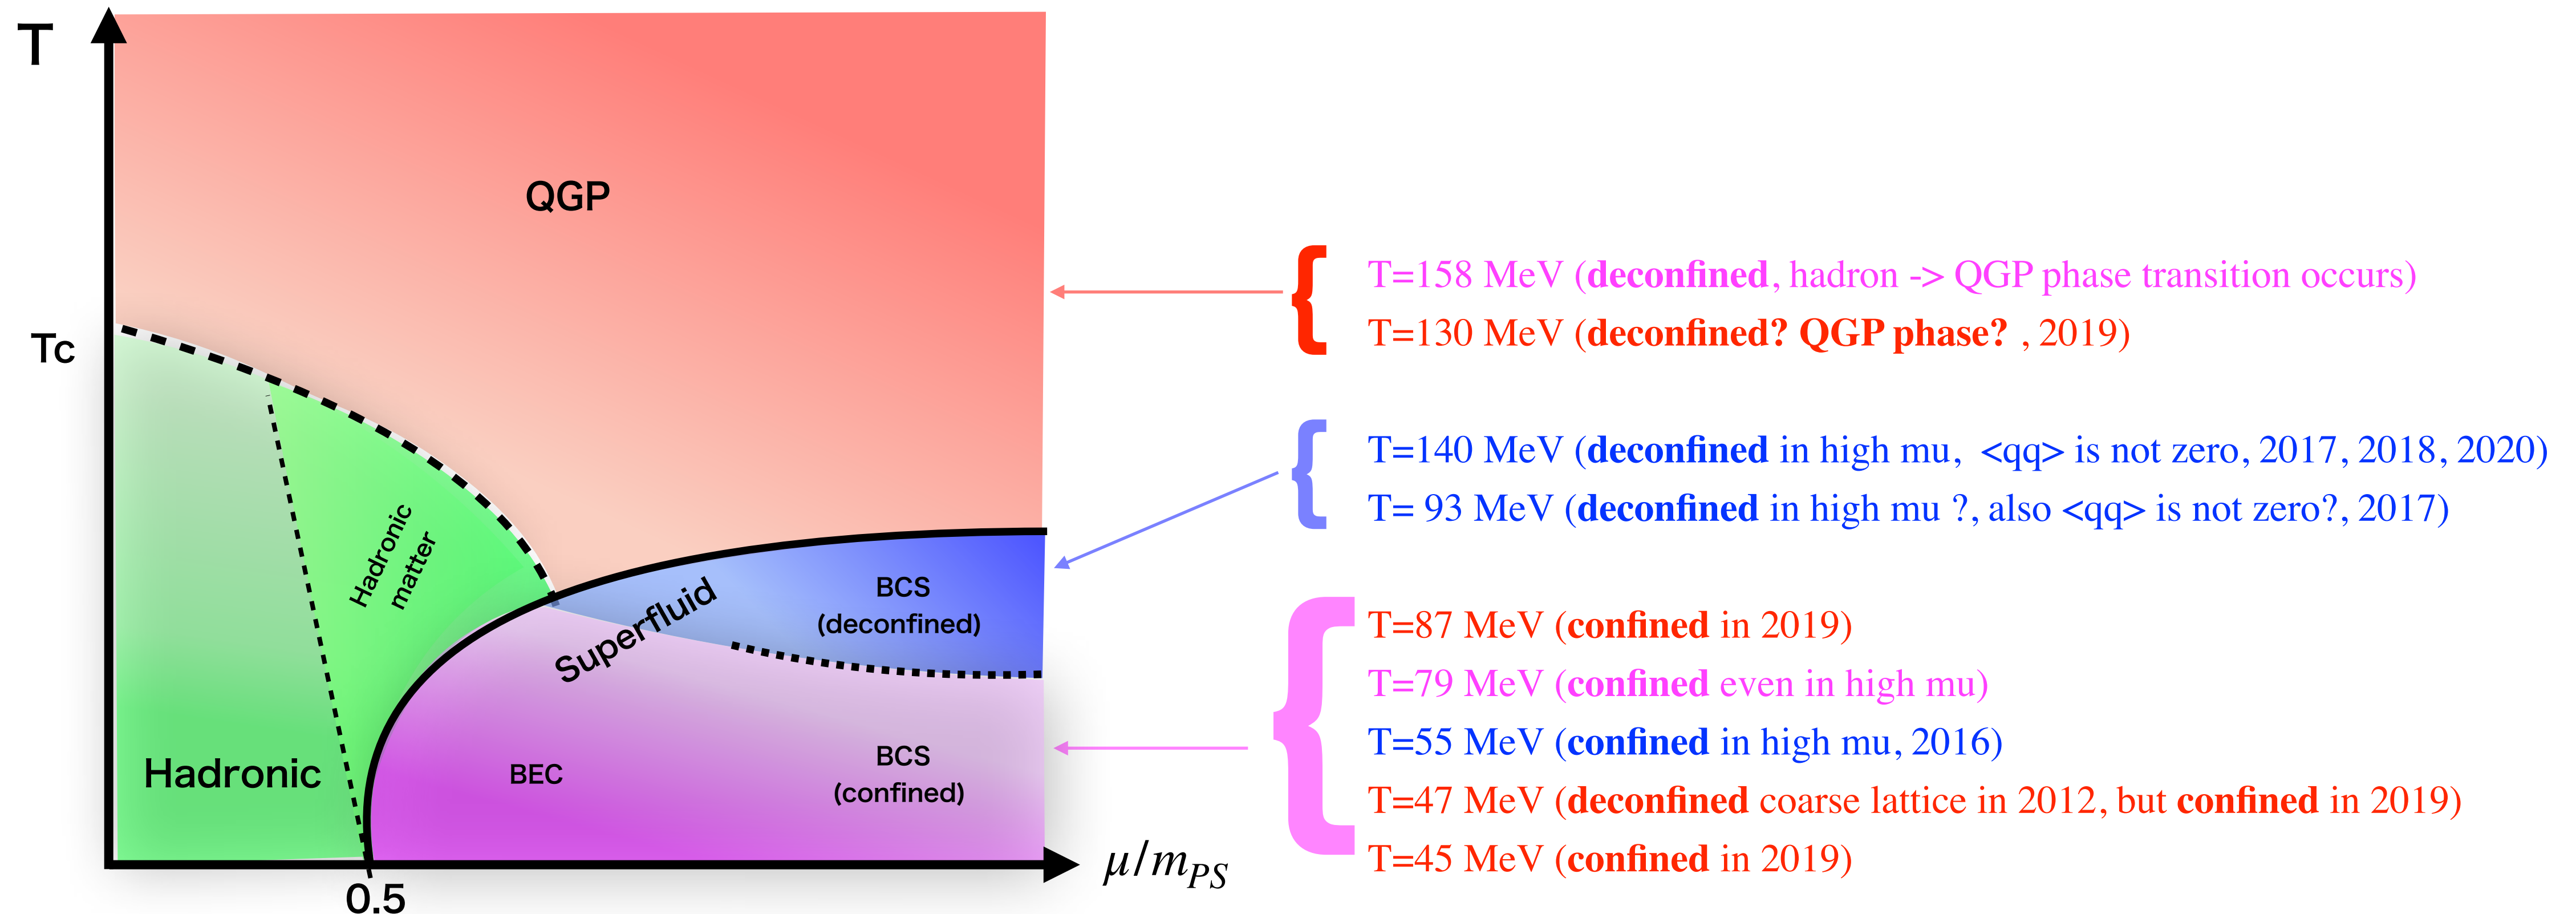 T
QGP
Tc
Hadronic
matter
Superfluid
BCS
(deconfined)
Hadronic
BEC
BCS
(confined)
0.5
μ/mPS
T=158 MeV (deconfined, hadron -> QGP phase transition occurs)
T=130 MeV (deconfined? QGP phase? , 2019)
T=140 MeV (deconfined in high mu, <qq> is not zero, 2017, 2018, 2020)
T= 93 MeV (deconfined in high mu ?, also <qq> is not zero?, 2017)
T=87 MeV (confined in 2019)
T=79 MeV (confined even in high mu)
T=55 MeV (confined in high mu, 2016)
T=47 MeV (deconfined coarse lattice in 2012, but confined in 2019)
T=45 MeV (confined in 2019)